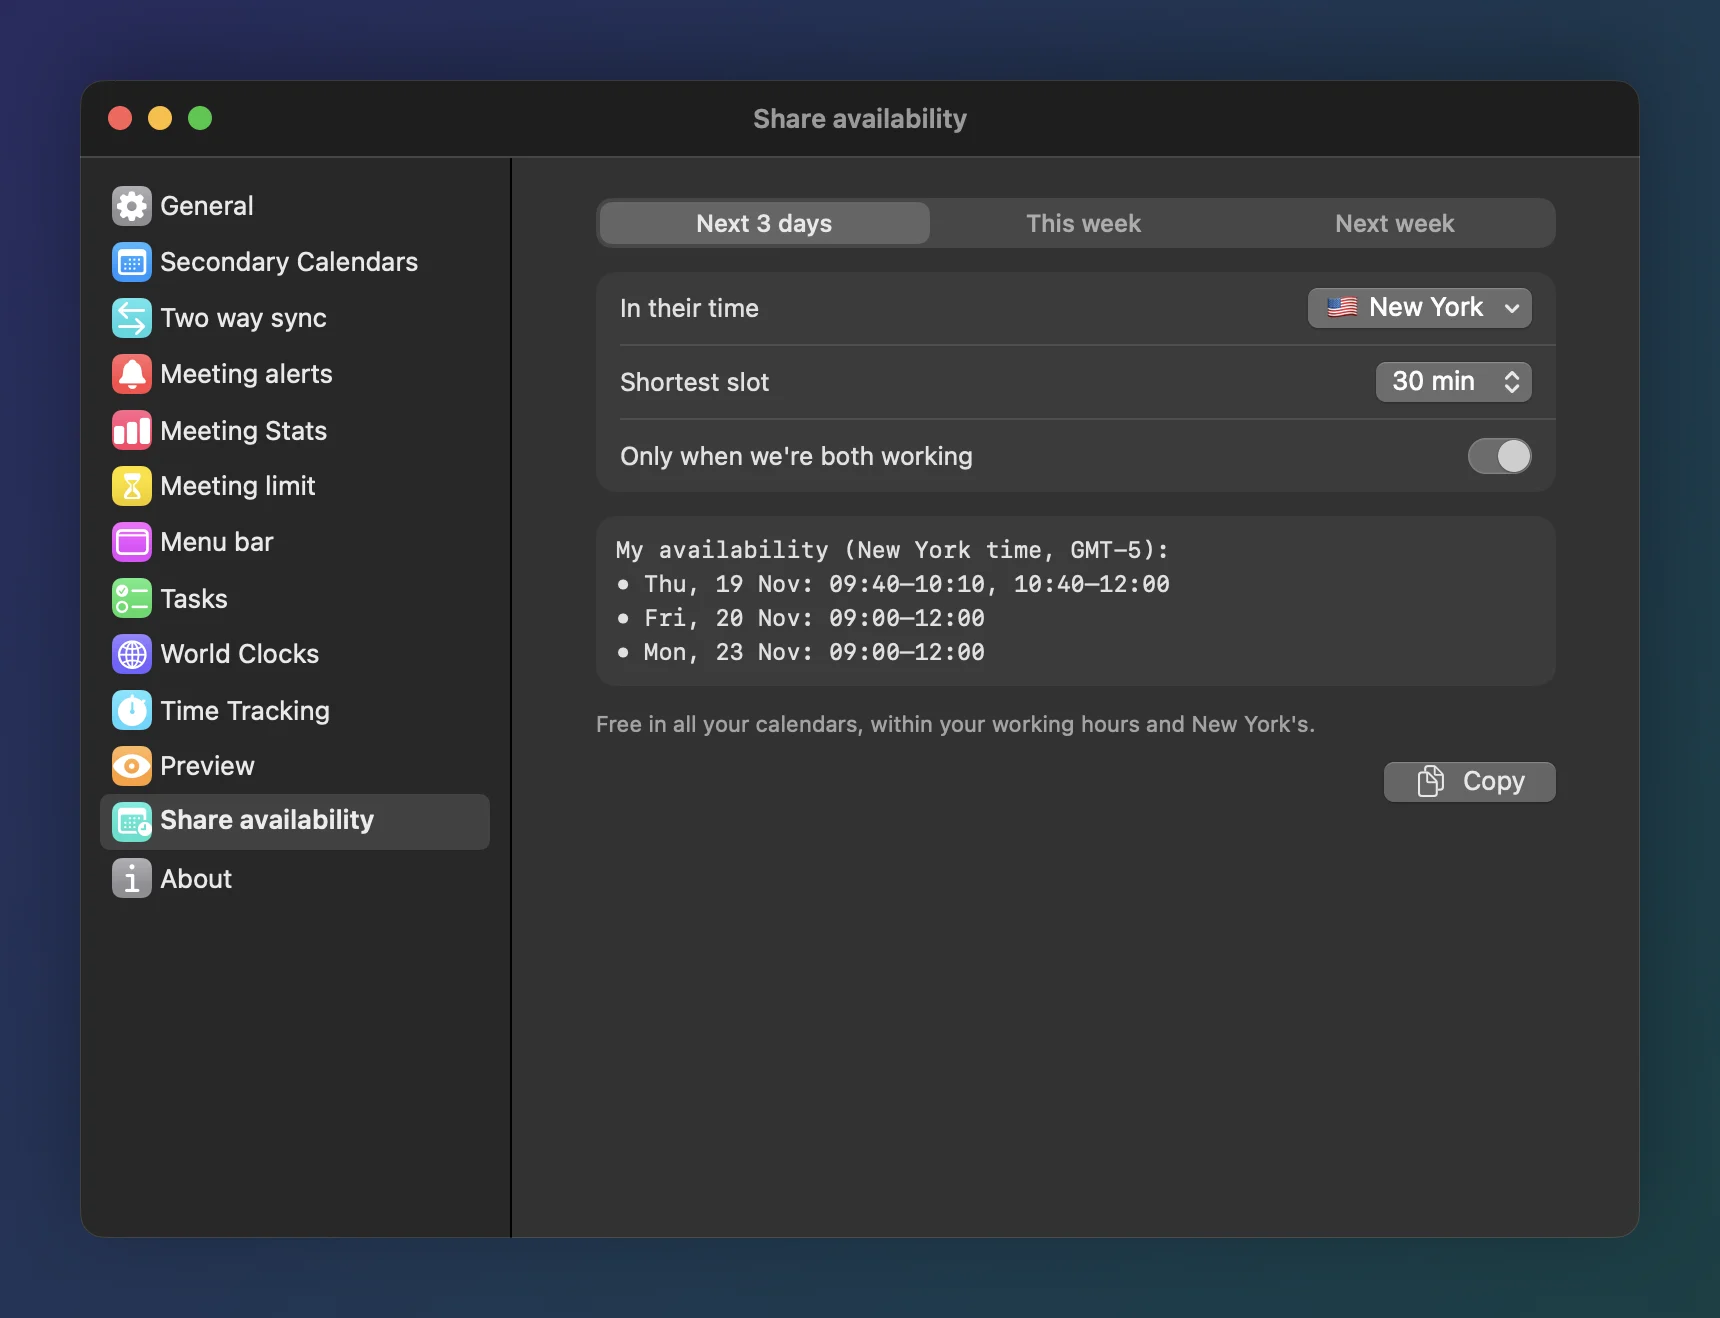 Share availability
General
Secondary Calendars
Two way sync
Meeting alerts
Meeting Stats
Meeting limit
Menu bar
Tasks
World Clocks
Time Tracking
Preview
Share availability
About
Next 3 days
This week
Next week
In their time
New York
Shortest slot
30 min
Only when we're both working
My availability (New York time, GMT-5):
• Thu, 19 Nov: 09:40–10:10, 10:40–12:00
• Fri, 20 Nov: 09:00–12:00
• Mon, 23 Nov: 09:00–12:00
Free in all your calendars, within your working hours and New York's.
Copy